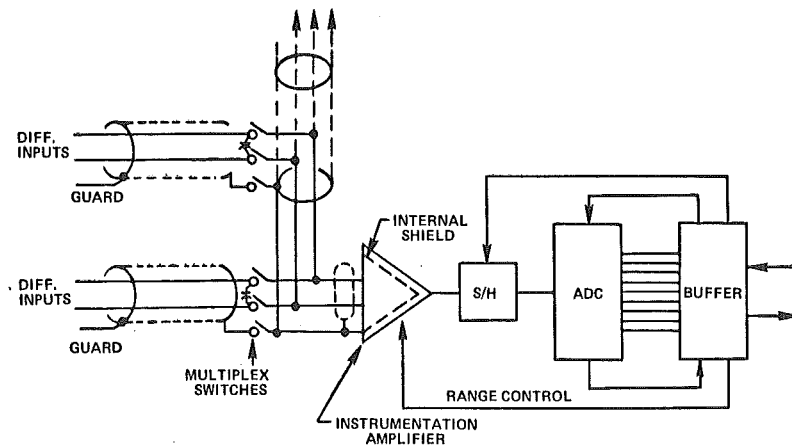 DIFF.
INPUTS
GUARD
INTERNAL
SHIELD
DIFF.
INPUTS
GUARD
MULTIPLEX
SWITCHES
S/H
ADC
BUFFER
RANGE CONTROL
INSTRUMENTATION
AMPLIFIER